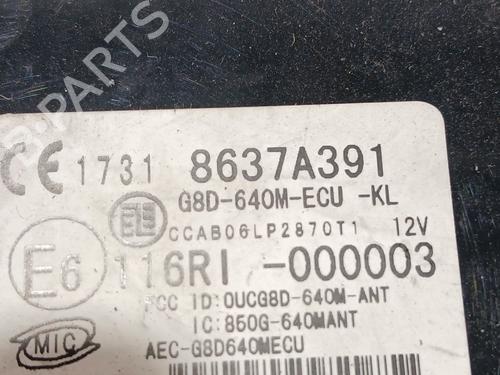 R-PARTS
CE 1731 8637A391
G8D-640M-ECU -KL
CCAB06LP2870T1 12V
E6 116RI -000003
FCC ID:OUCG8D-640M-ANT
MIC IC:850G-640MANT
AEC-G8D640MECU